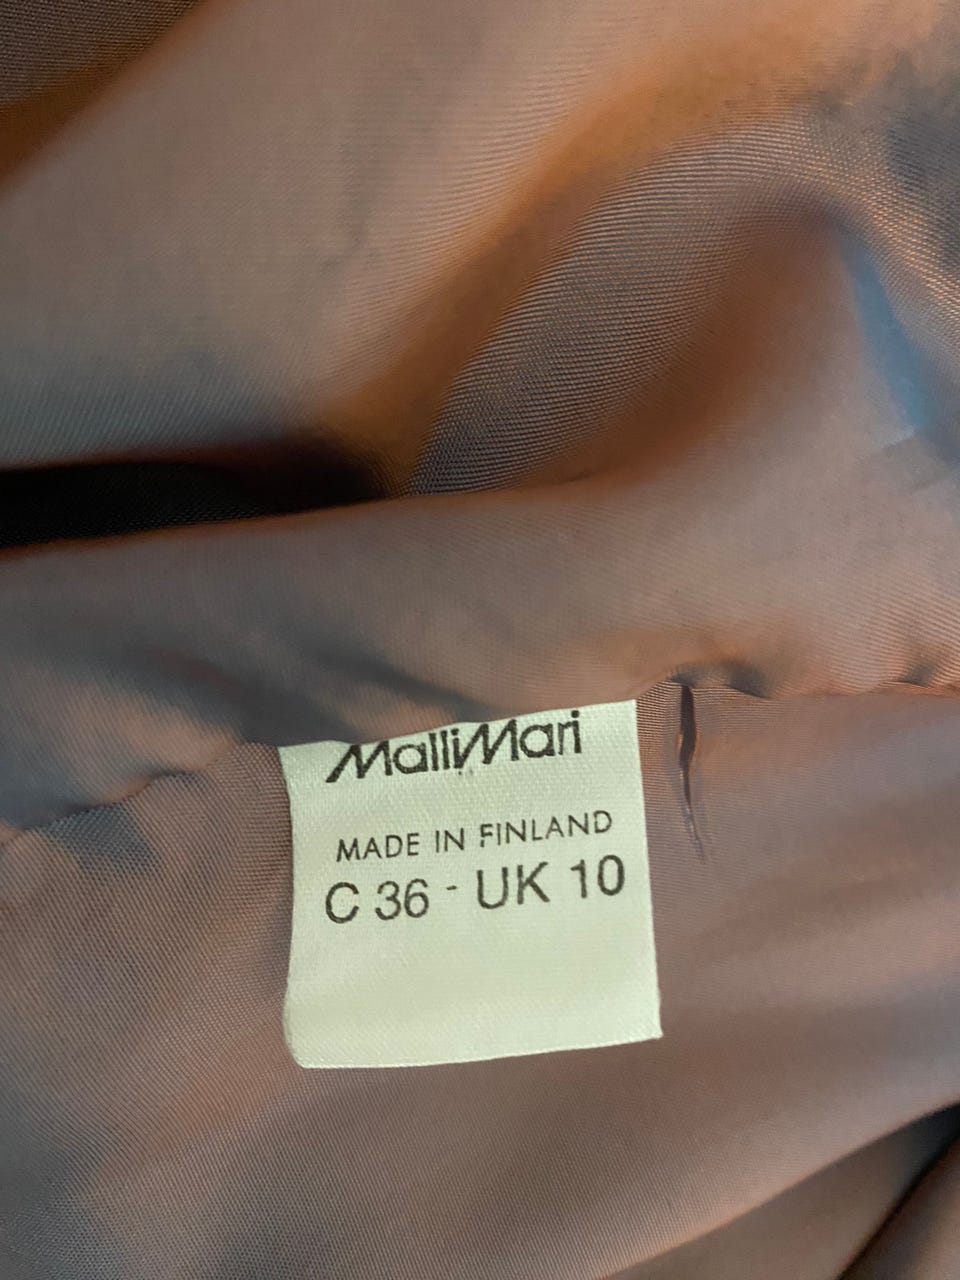 MalliMari
MADE IN FINLAND
C 36 - UK 10